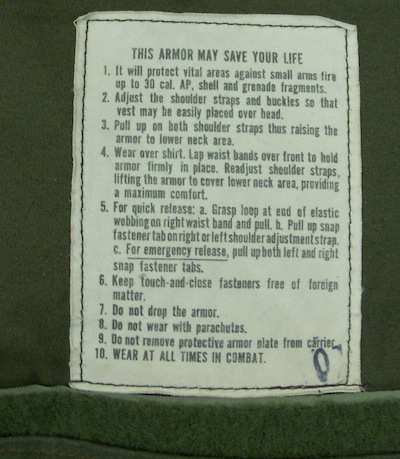 THIS ARMOR MAY SAVE YOUR LIFE
1. It will protect vital areas against small arms fire
up to 30 cal. AP, shell and grenade fragments.
2. Adjust the shoulder straps and buckles so that
vest may be easily placed over head.
3. Pull up on both shoulder straps thus raising the
armor to lower neck area.
4. Wear over shirt. Lap waist bands over front to hold
armor firmly in place. Readjust shoulder straps,
lifting the armor to cover lower neck area, providing
a maximum comfort.
5. For quick release: a. Grasp loop at end of elastic
webbing on right waist band and pull. b. Pull up snap
fastener tab on right or left shoulder adjustment strap.
c. For emergency release, pull up both left and right
snap fastener tabs.
6. Keep touch-and-close fasteners free of foreign
matter.
7. Do not drop the armor.
8. Do not wear with parachutes.
9. Do not remove protective armor plate from carrier.
10. WEAR AT ALL TIMES IN COMBAT.
0